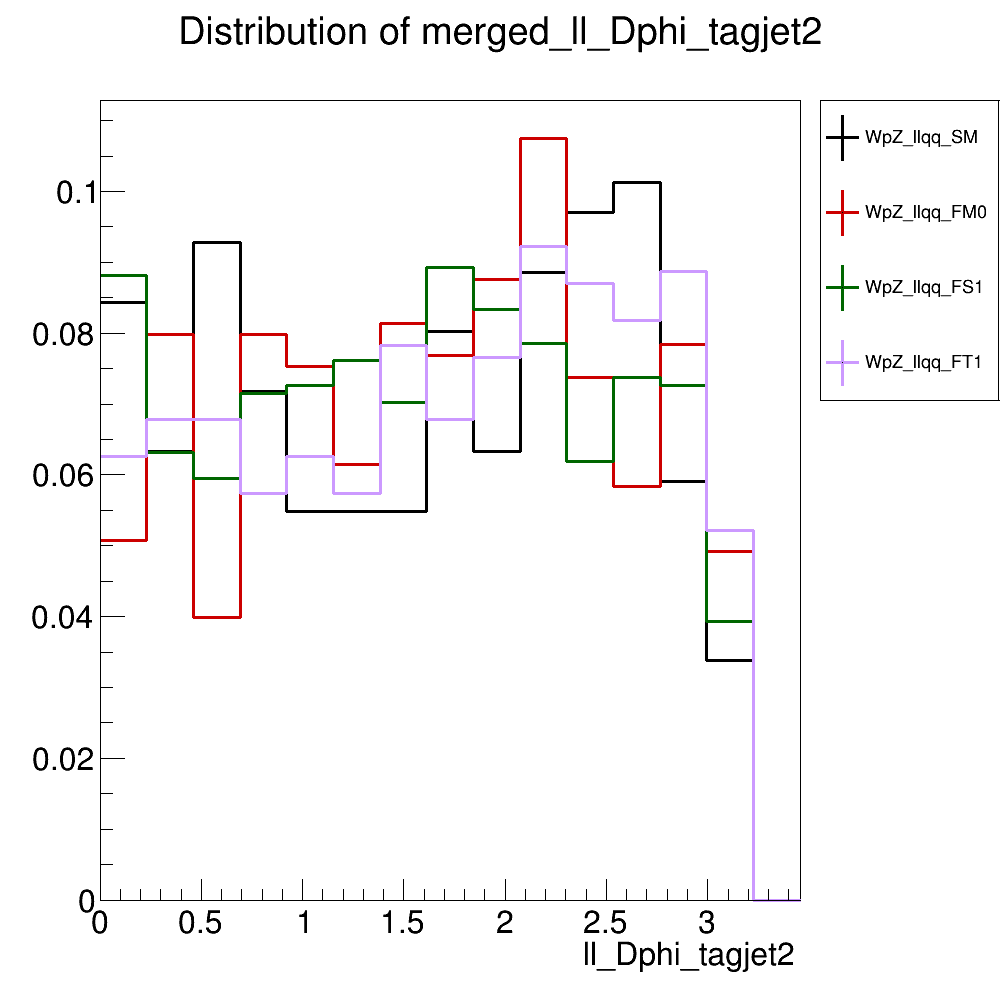 Distribution of merged_ll_Dphi_tagjet2
WpZ_llqq_SM
WpZ_llqq_FM0
WpZ_llqq_FS1
WpZ_llqq_FT1
0.1
0.08
0.06
0.04
0.02
0
0 0.5 1 1.5 2 2.5 3
ll_Dphi_tagjet2